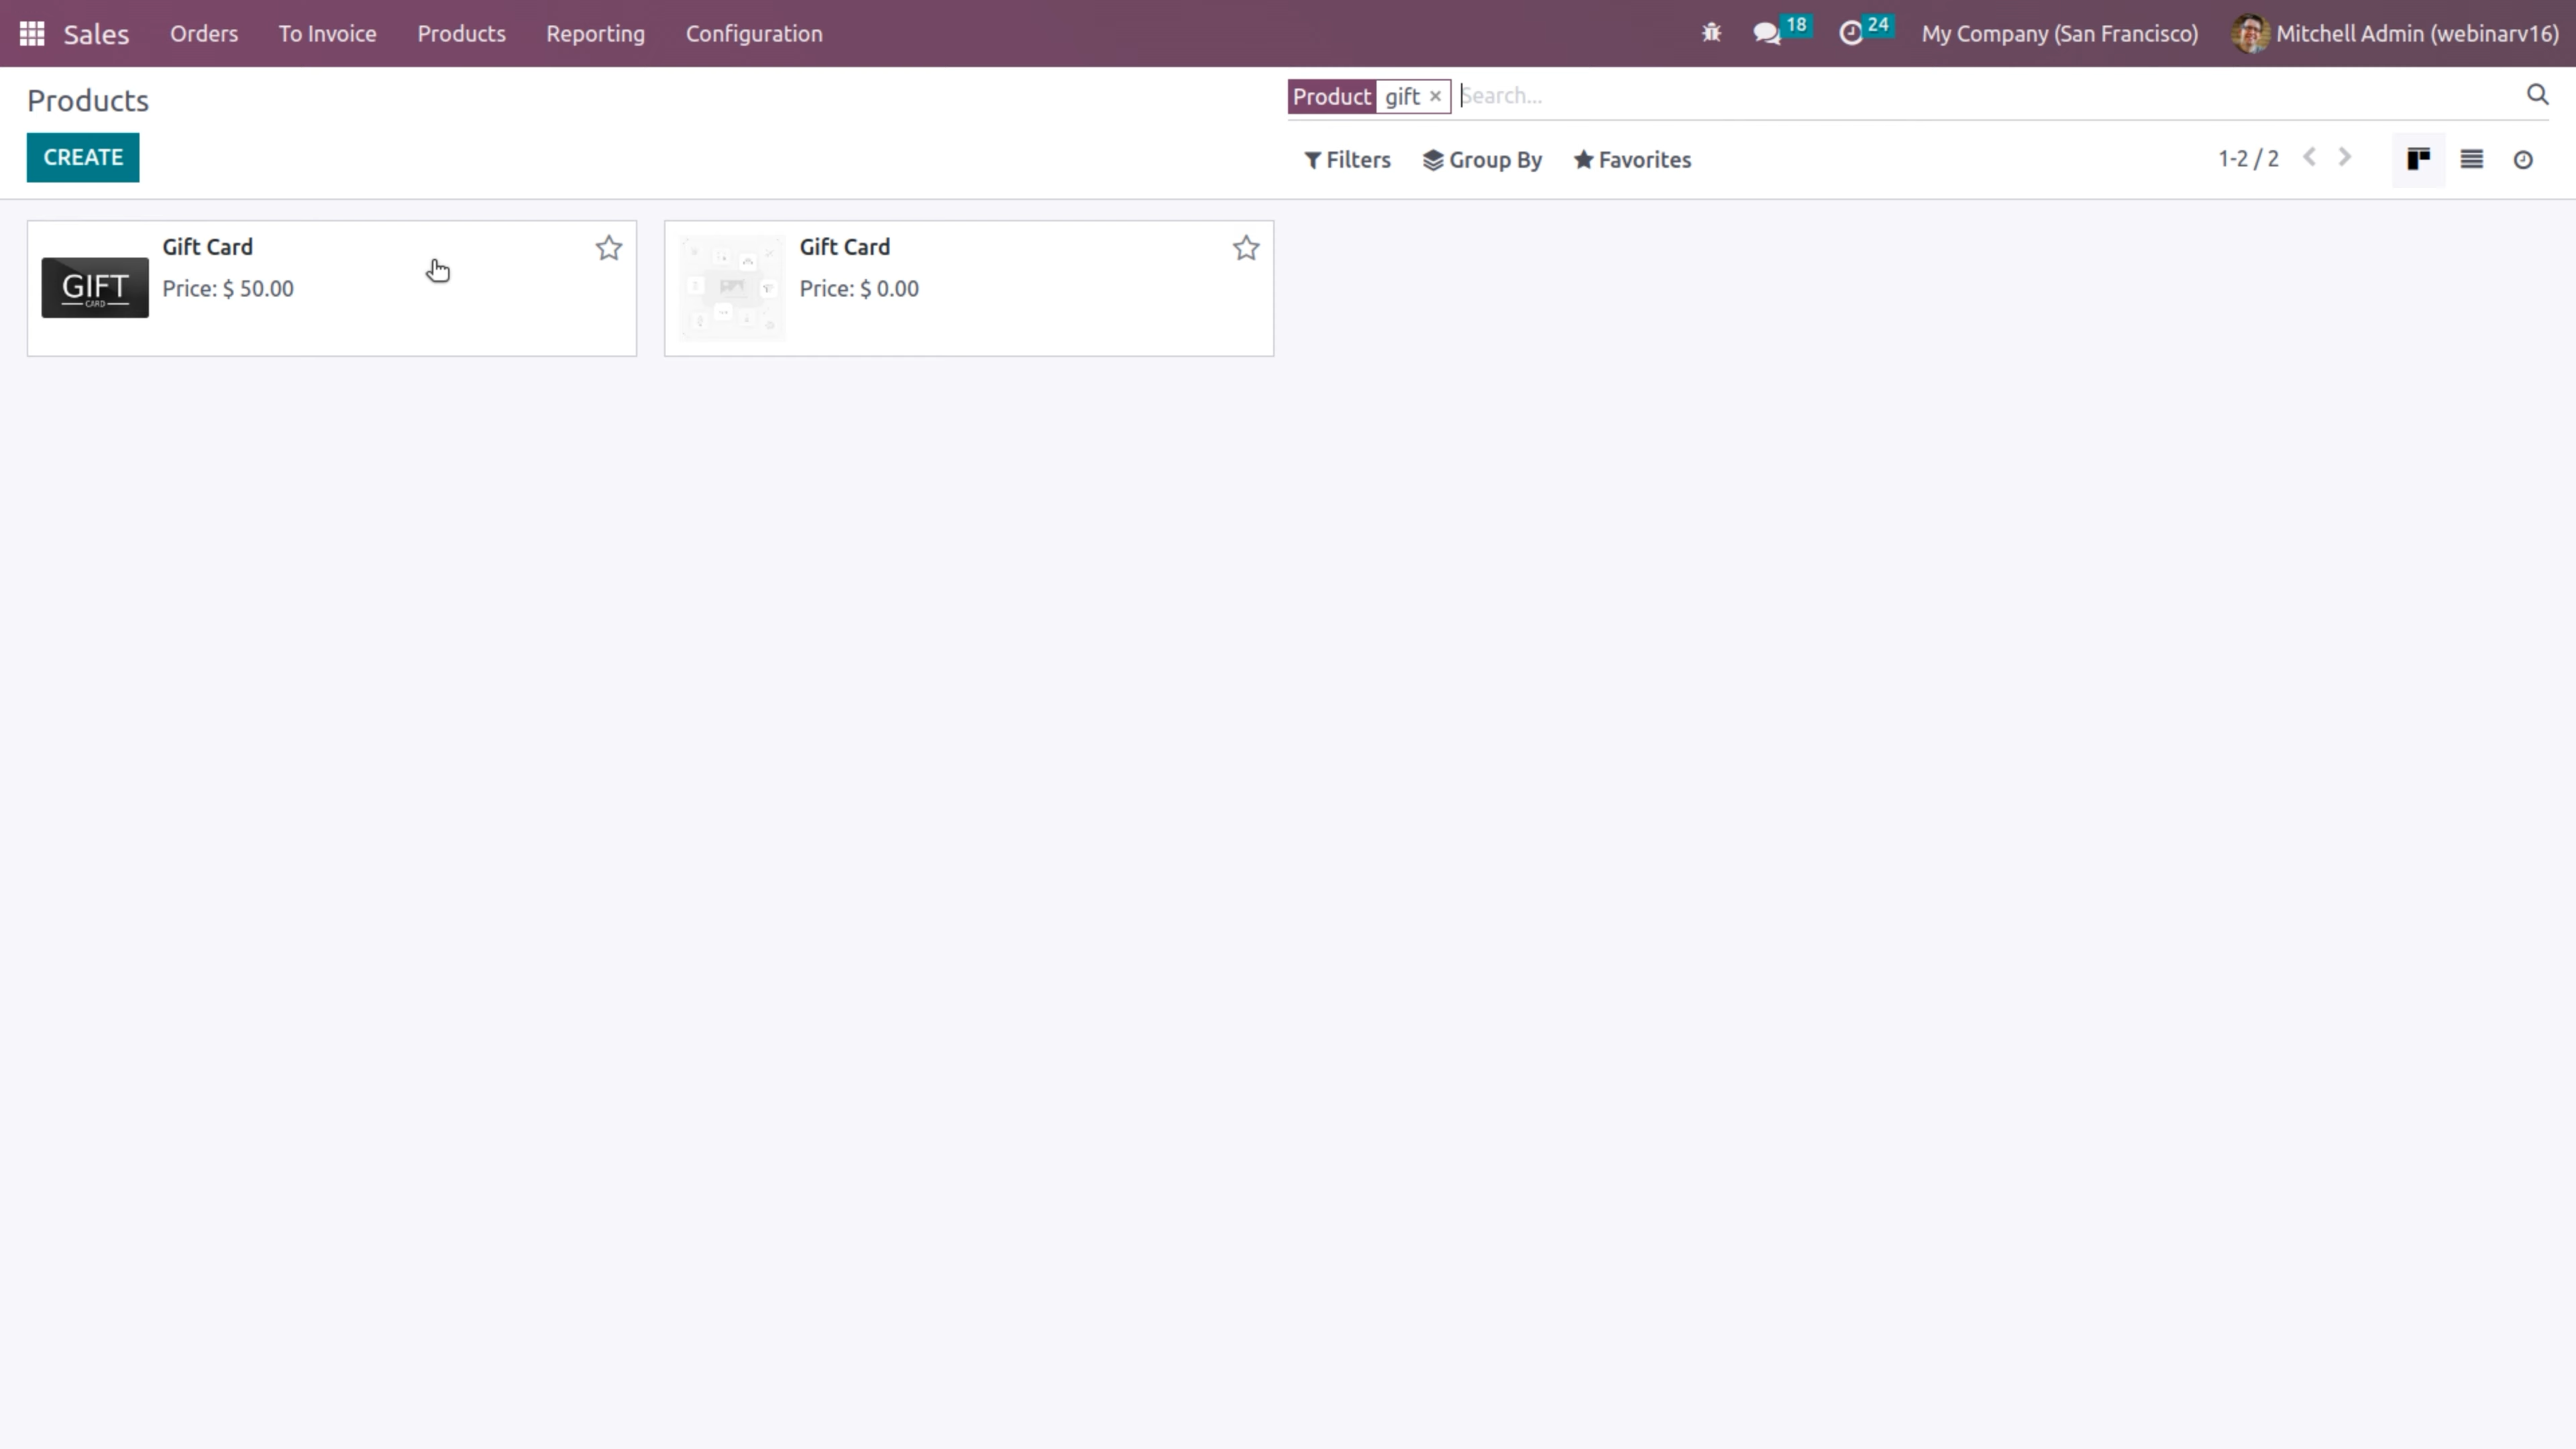 Sales Orders To Invoice Products Reporting Configuration 18 24 My Company (San Francisco) Mitchell Admin (webinarv16)
Products
Product gift × Search...
CREATE
Filters Group By Favorites 1-2 / 2
GIFT
CARD
Gift Card
Price: $ 50.00
Gift Card
Price: $ 0.00